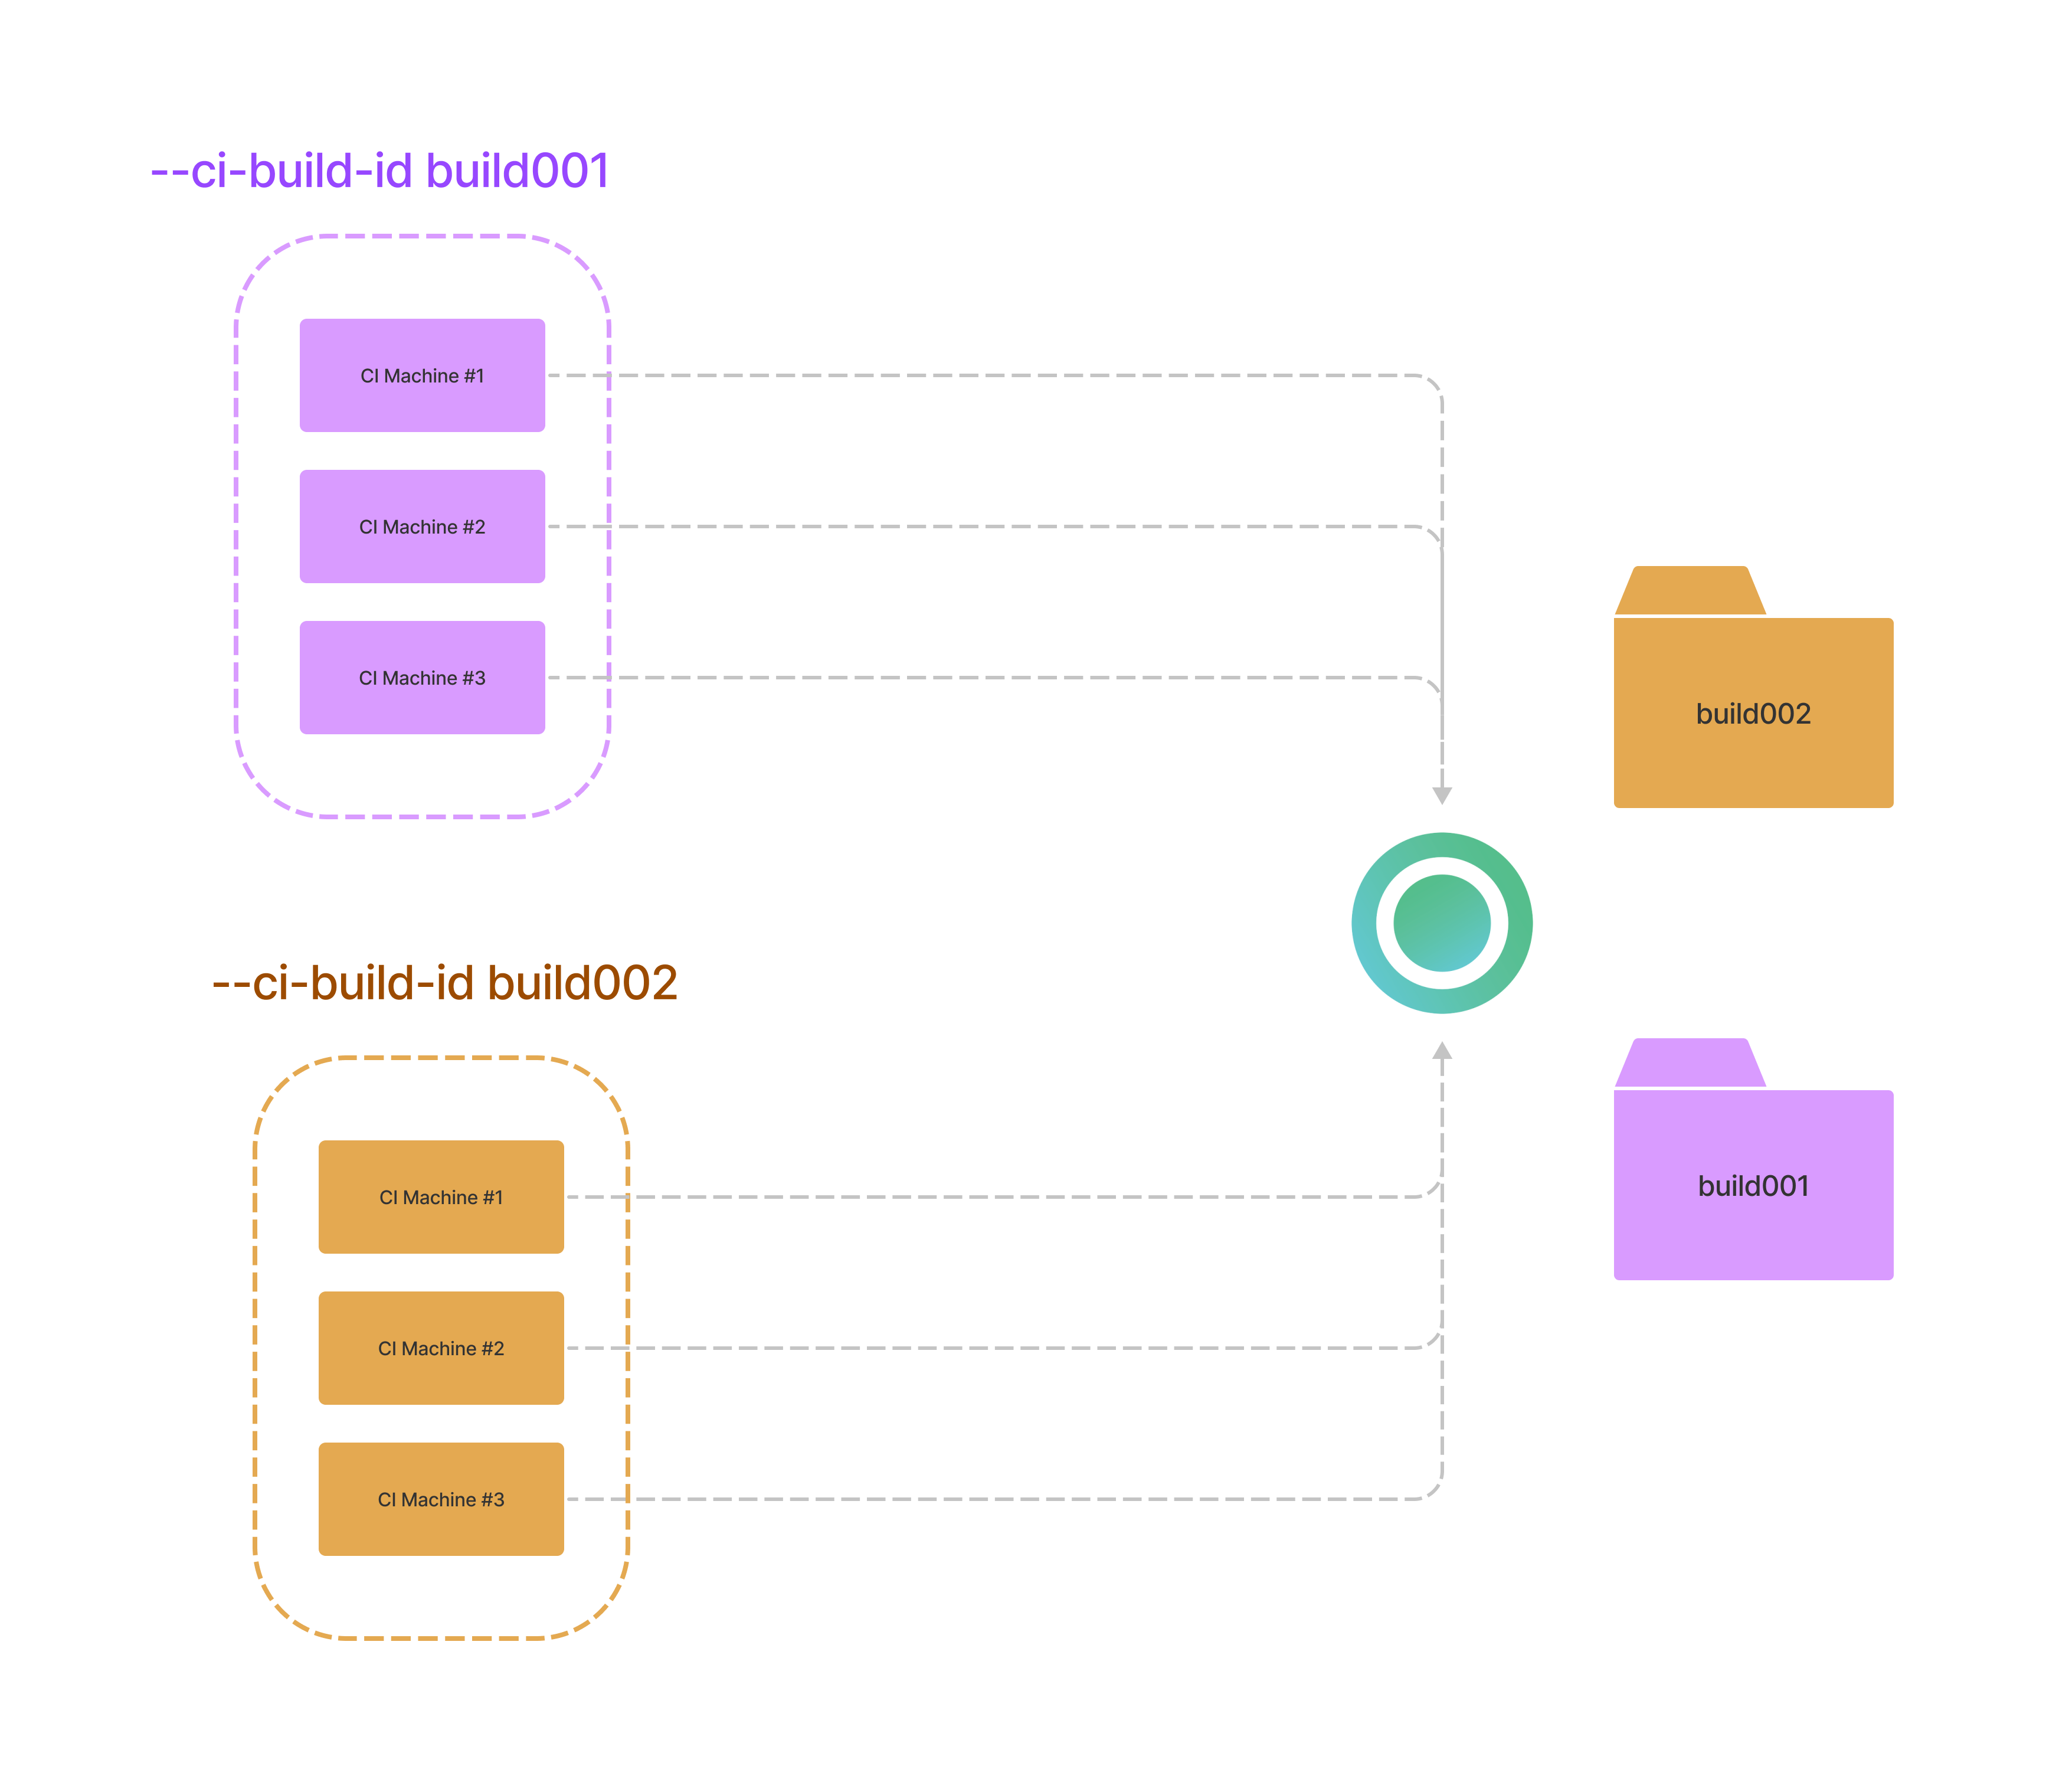 --ci-build-id build001
CI Machine #1
CI Machine #2
CI Machine #3
build002
--ci-build-id build002
build001
CI Machine #1
CI Machine #2
CI Machine #3